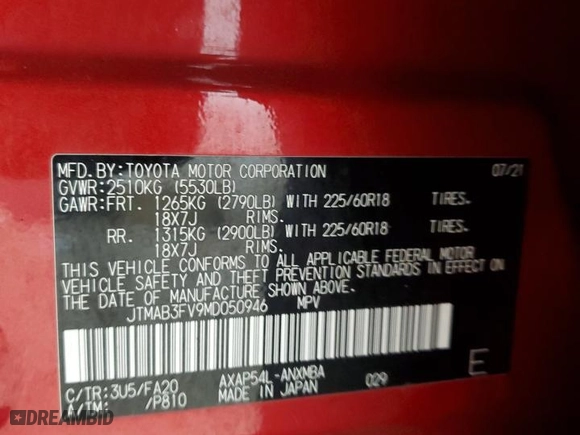 MFD.BY:TOYOTA MOTOR CORPORATION 07/21
GVWR:2510KG (5530LB)
GAWR:FRT. 1265KG (2790LB) WITH 225/60R18 TIRES.
18X7J RIMS.
RR. 1315KG (2900LB) WITH 225/60R18 TIRES.
18X7J RIMS.
THIS VEHICLE CONFORMS TO ALL APPLICABLE FEDERAL MOTOR
VEHICLE SAFETY AND THEFT PREVENTION STANDARDS IN EFFECT ON
THE DATE OF MANUFACTURE SHOWN ABOVE.
JTMAB3FV9MD050946 MPV
C/TR:3U5/FA20 AXAP54L-ANXMBA 029 E
A/TM: /P810 MADE IN JAPAN
DREAMBID